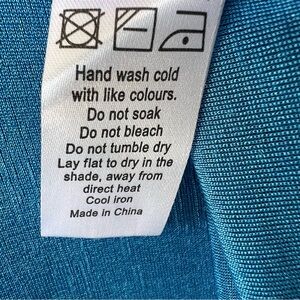 Hand wash cold
with like colours.
Do not soak
Do not bleach
Do not tumble dry
Lay flat to dry in the
shade, away from
direct heat
Cool iron
Made in China